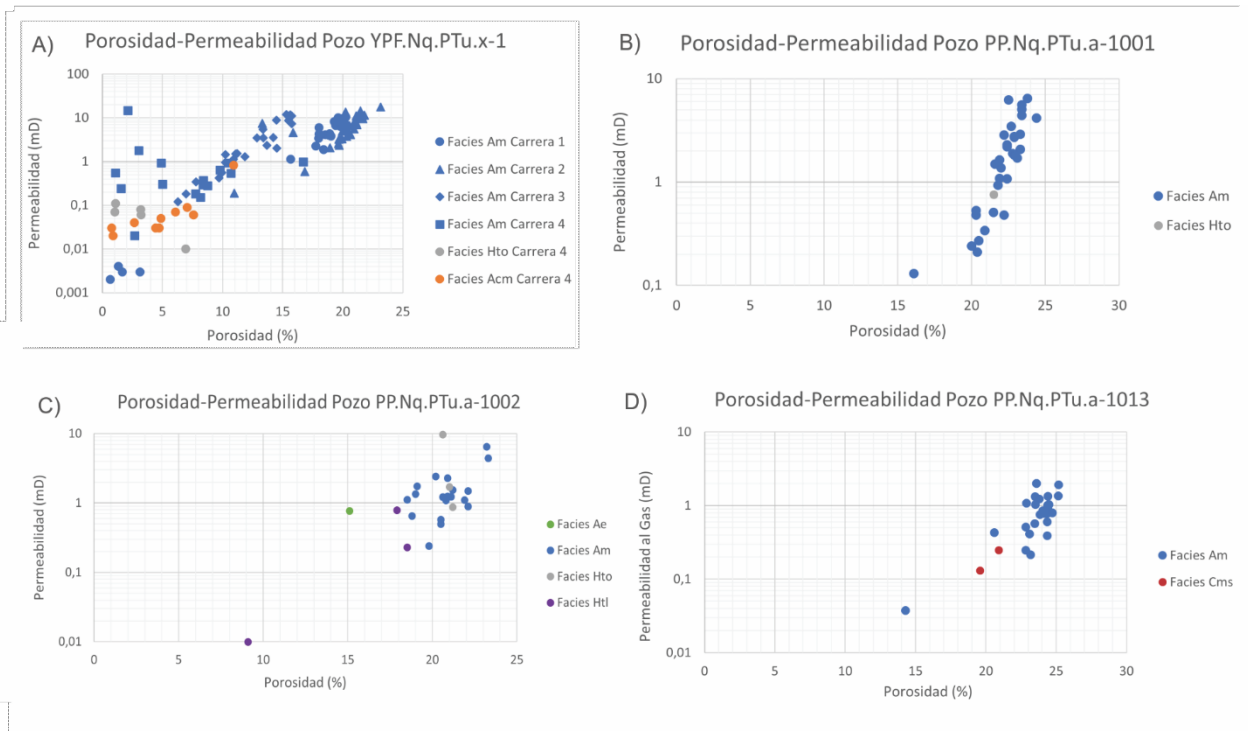 A)
Porosidad-Permeabilidad Pozo YPF.Nq.PTu.x-1
Permeabilidad (mD)
100
10
1
0,1
0,01
0,001
0
5
10
15
20
25
Porosidad (%)
Facies Am Carrera 1
Facies Am Carrera 2
Facies Am Carrera 3
Facies Am Carrera 4
Facies Hto Carrera 4
Facies Acm Carrera 4
B)
Porosidad-Permeabilidad Pozo PP.Nq.PTu.a-1001
Permeabilidad (mD)
10
1
0,1
0
5
10
15
20
25
30
Porosidad (%)
Facies Am
Facies Hto
C)
Porosidad-Permeabilidad Pozo PP.Nq.PTu.a-1002
Permeabilidad (mD)
10
1
0,1
0,01
0
5
10
15
20
25
Porosidad (%)
Facies Ae
Facies Am
Facies Hto
Facies Htl
D)
Porosidad-Permeabilidad Pozo PP.Nq.PTu.a-1013
Permeabilidad al Gas (mD)
10
1
0,1
0,01
0
5
10
15
20
25
30
Porosidad (%)
Facies Am
Facies Cms